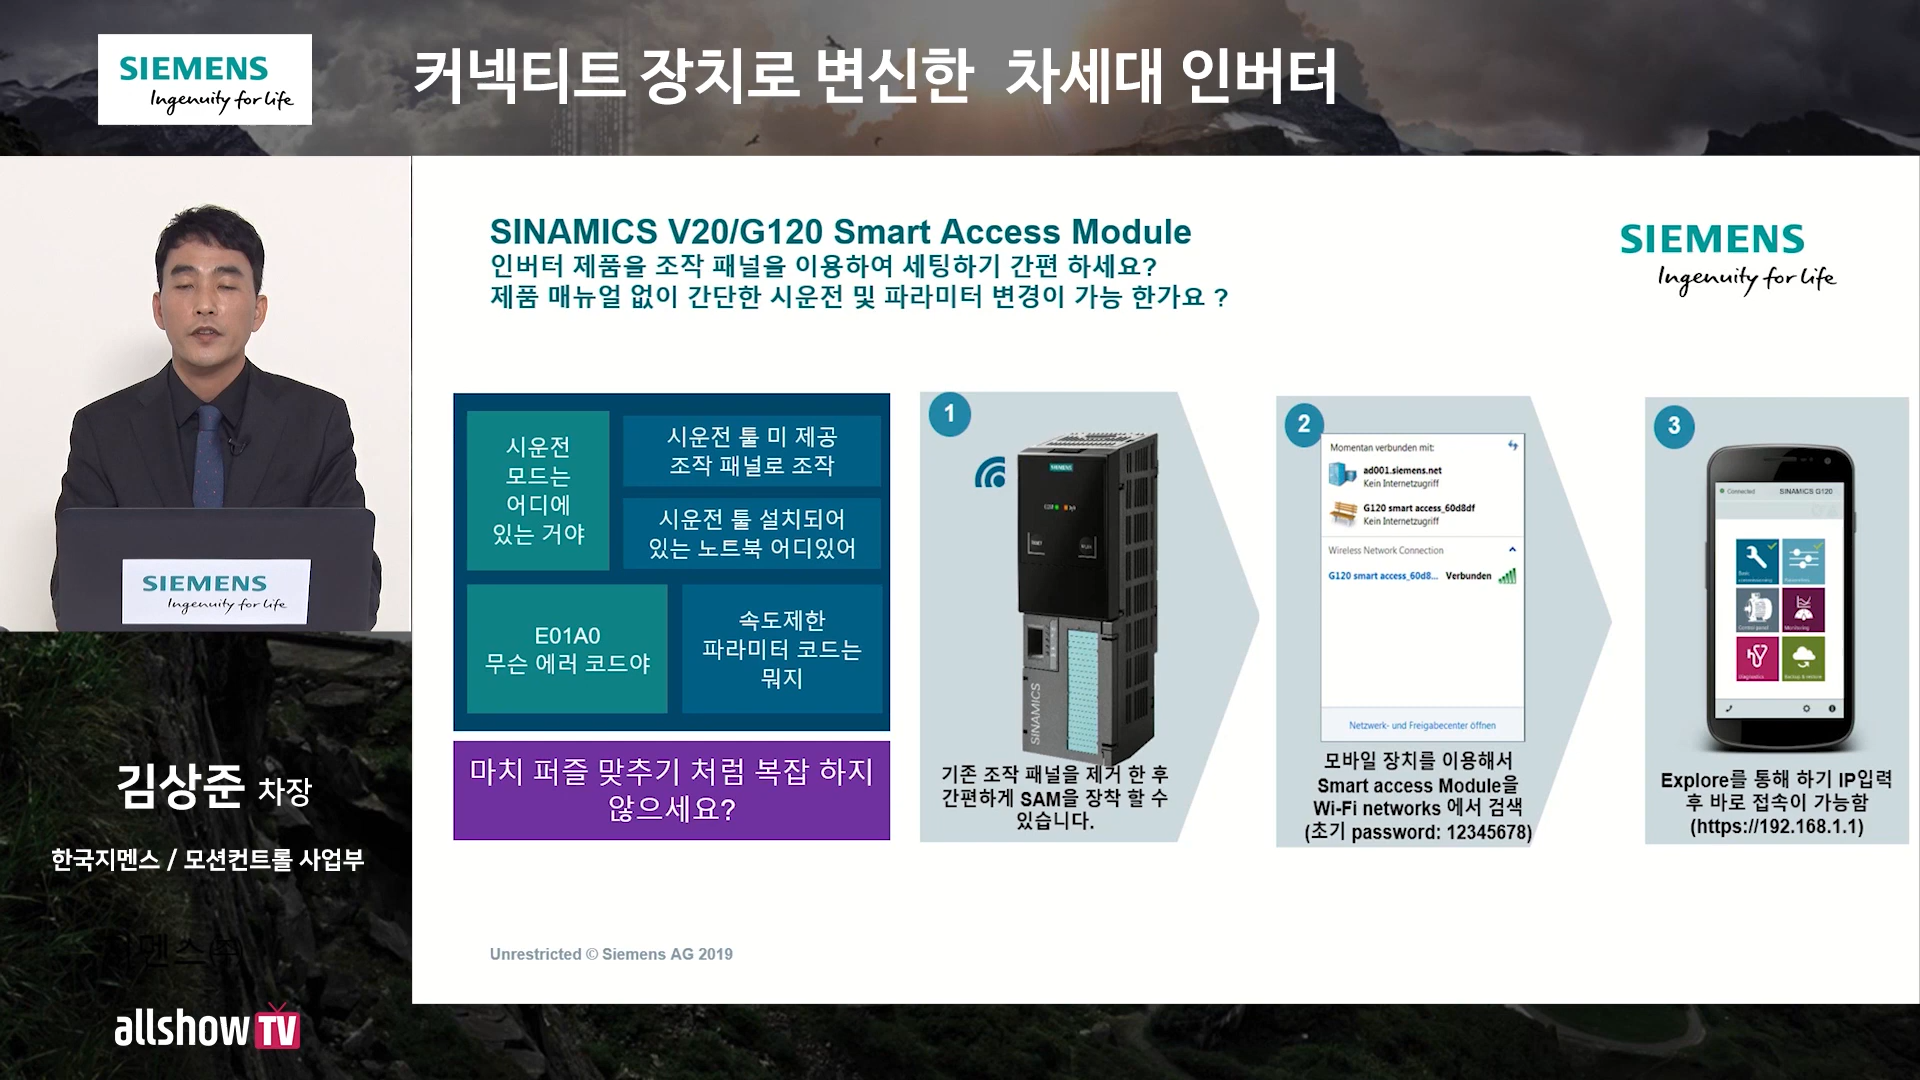 SIEMENS
Ingenuity for life
커넥티트 장치로 변신한 차세대 인버터
SINAMICS V20/G120 Smart Access Module
인버터 제품을 조작 패널을 이용하여 세팅하기 간편 하세요?
제품 매뉴얼 없이 간단한 시운전 및 파라미터 변경이 가능 한가요 ?
SIEMENS
Ingenuity for life
시운전
모드는
어디에
있는 거야
시운전 툴 미 제공
조작 패널로 조작
시운전 툴 설치되어
있는 노트북 어디있어
E01A0
무슨 에러 코드야
속도제한
파라미터 코드는
뭐지
마치 퍼즐 맞추기 처럼 복잡 하지
않으세요?
1
SIEMENS
SINAMICS
기존 조작 패널을 제거 한 후
간편하게 SAM을 장착 할 수
있습니다.
2
Momentan verbunden mit:
ad001.siemens.net
Kein Internetzugriff
G120 smart access_60d8df
Kein Internetzugriff
Wireless Network Connection
G120 smart access_60d8... Verbunden
Netzwerk- und Freigabecenter öffnen
모바일 장치를 이용해서
Smart access Module을
Wi-Fi networks 에서 검색
(초기 password: 12345678)
3
Connected SINAMICS G120
Control panel
Monitoring
Diagnostics
Backup & restore
Explore를 통해 하기 IP입력
후 바로 접속이 가능함
(https://192.168.1.1)
SIEMENS
Ingenuity for life
김상준 차장
한국지멘스 / 모션컨트롤 사업부
멘스㈜
allshow TV
Unrestricted © Siemens AG 2019